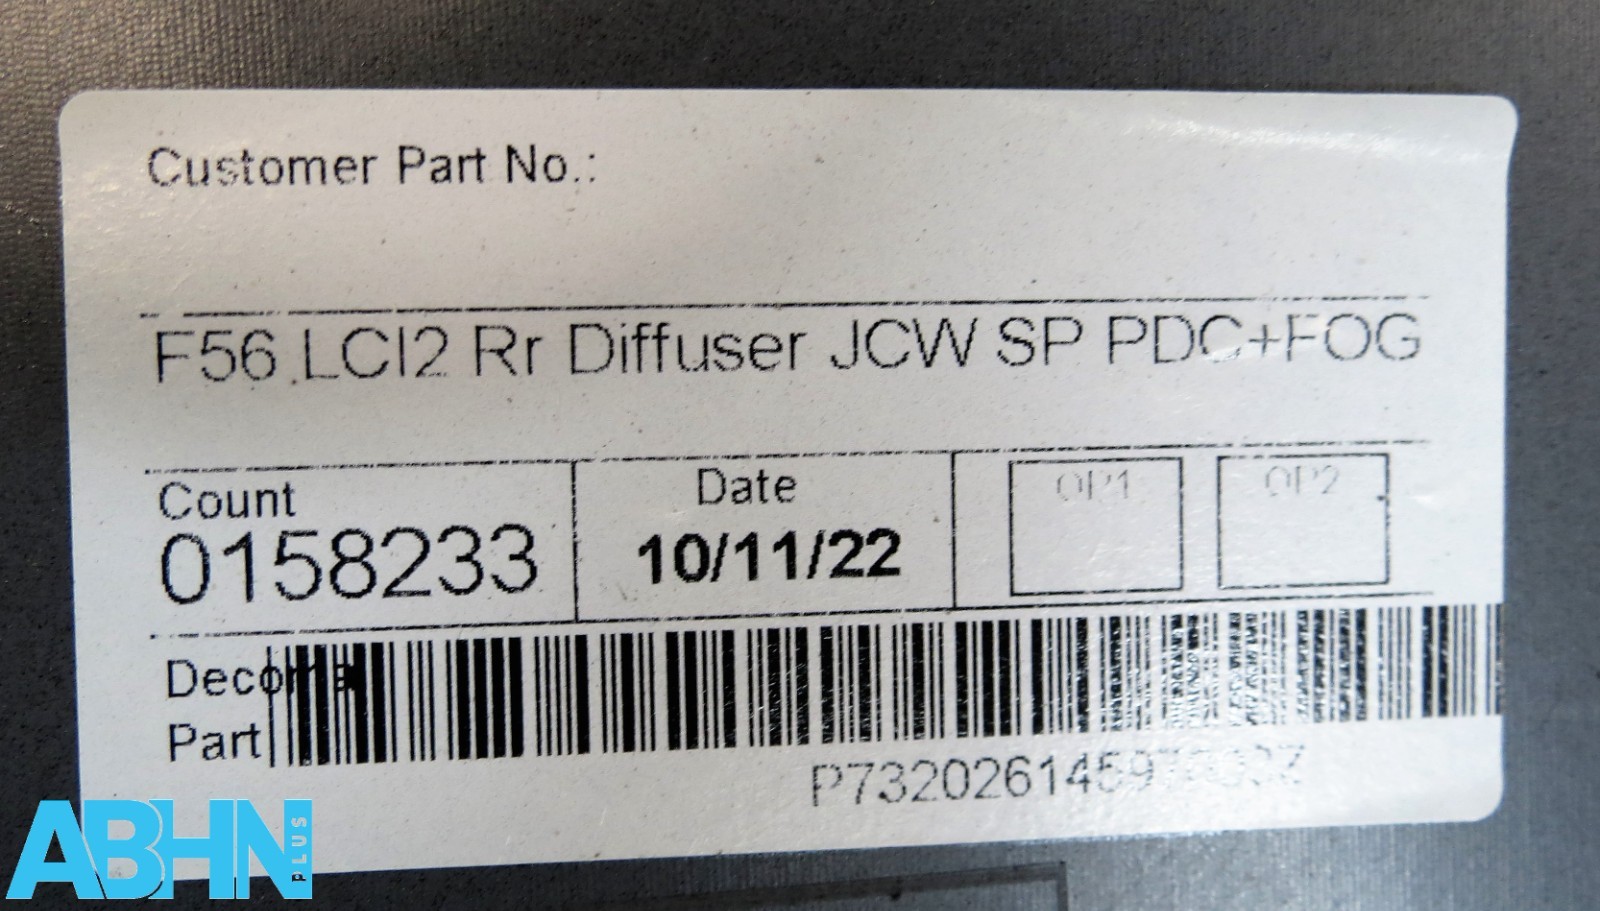 Customer Part No.:
F56 LCI2 Rr Diffuser JCW SP PDC+FOG
Count
0158233
Date
10/11/22
OP1
OP2
Decoma
Part
ABHN PLUS